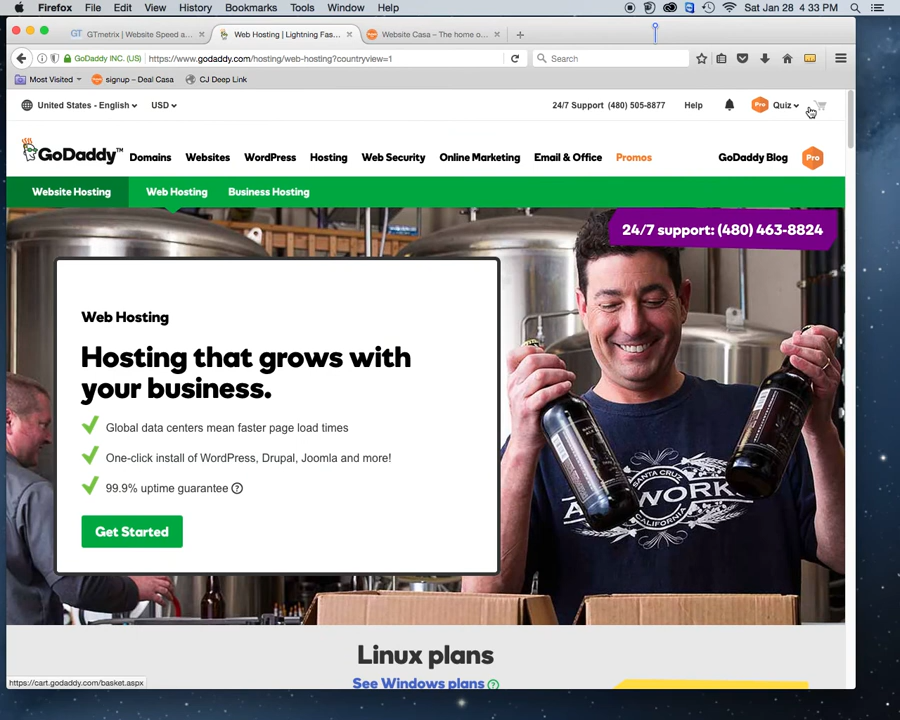 Firefox File Edit View History Bookmarks Tools Window Help Sat Jan 28 4:33 PM
GTmetrix | Website Speed a... Web Hosting | Lightning Fas... Website Casa – The home o...
GoDaddy INC. (US) https://www.godaddy.com/hosting/web-hosting?countryview=1 Search
Most Visited signup – Deal Casa CJ Deep Link
United States - English USD 24/7 Support (480) 505-8877 Help Pro Quiz
GoDaddy™ Domains Websites WordPress Hosting Web Security Online Marketing Email & Office Promos GoDaddy Blog Pro
Website Hosting Web Hosting Business Hosting
24/7 support: (480) 463-8824
Web Hosting
Hosting that grows with
your business.
Global data centers mean faster page load times
One-click install of WordPress, Drupal, Joomla and more!
99.9% uptime guarantee ?
Get Started
SANTA CRUZ
CALIFORNIA
Linux plans
See Windows plans ?
https://cart.godaddy.com/basket.aspx